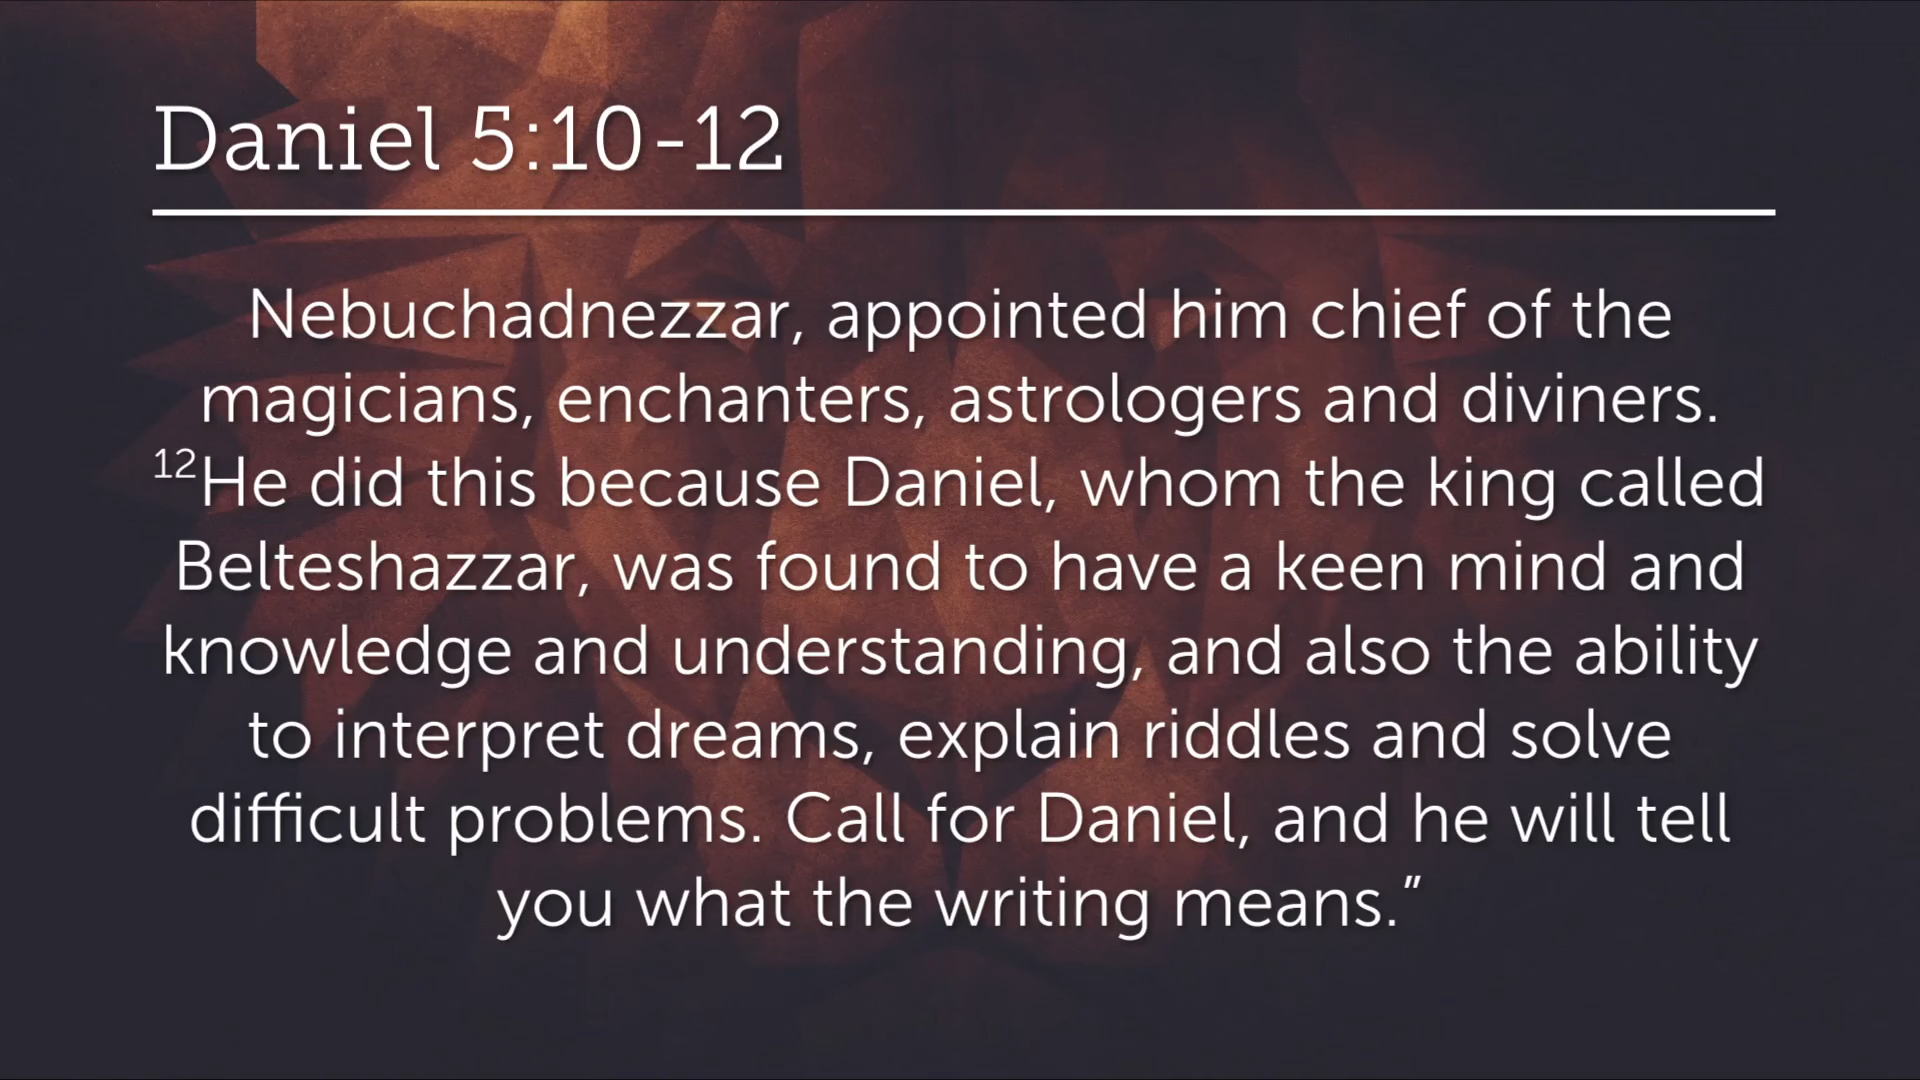 Daniel 5:10-12
Nebuchadnezzar, appointed him chief of the
magicians, enchanters, astrologers and diviners.
12He did this because Daniel, whom the king called
Belteshazzar, was found to have a keen mind and
knowledge and understanding, and also the ability
to interpret dreams, explain riddles and solve
difficult problems. Call for Daniel, and he will tell
you what the writing means.”